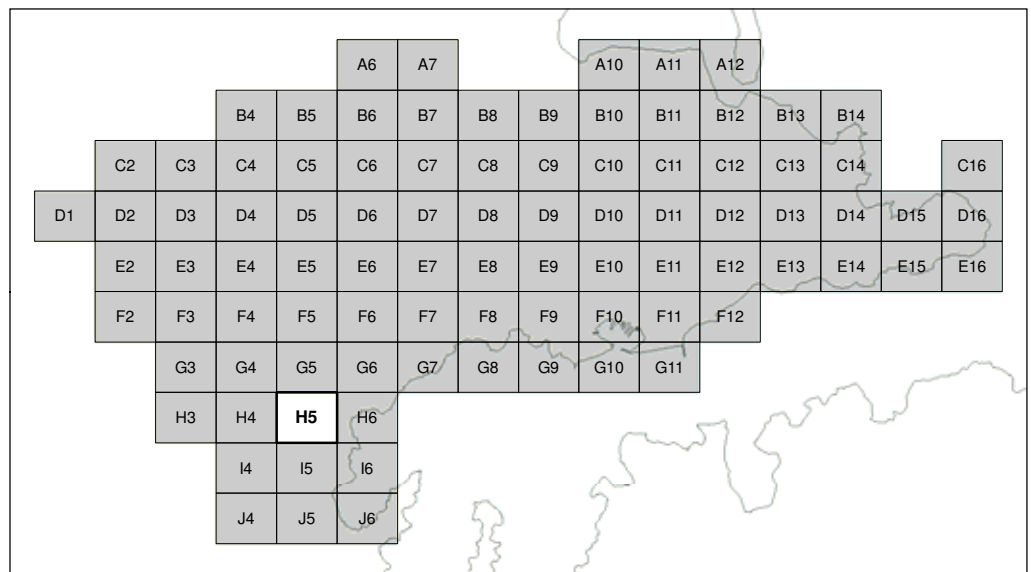 A6 A7 A10 A11 A12
B4 B5 B6 B7 B8 B9 B10 B11 B12 B13 B14
C2 C3 C4 C5 C6 C7 C8 C9 C10 C11 C12 C13 C14 C16
D1 D2 D3 D4 D5 D6 D7 D8 D9 D10 D11 D12 D13 D14 D15 D16
E2 E3 E4 E5 E6 E7 E8 E9 E10 E11 E12 E13 E14 E15 E16
F2 F3 F4 F5 F6 F7 F8 F9 F10 F11 F12
G3 G4 G5 G6 G7 G8 G9 G10 G11
H3 H4 H5 H6
I4 I5 I6
J4 J5 J6